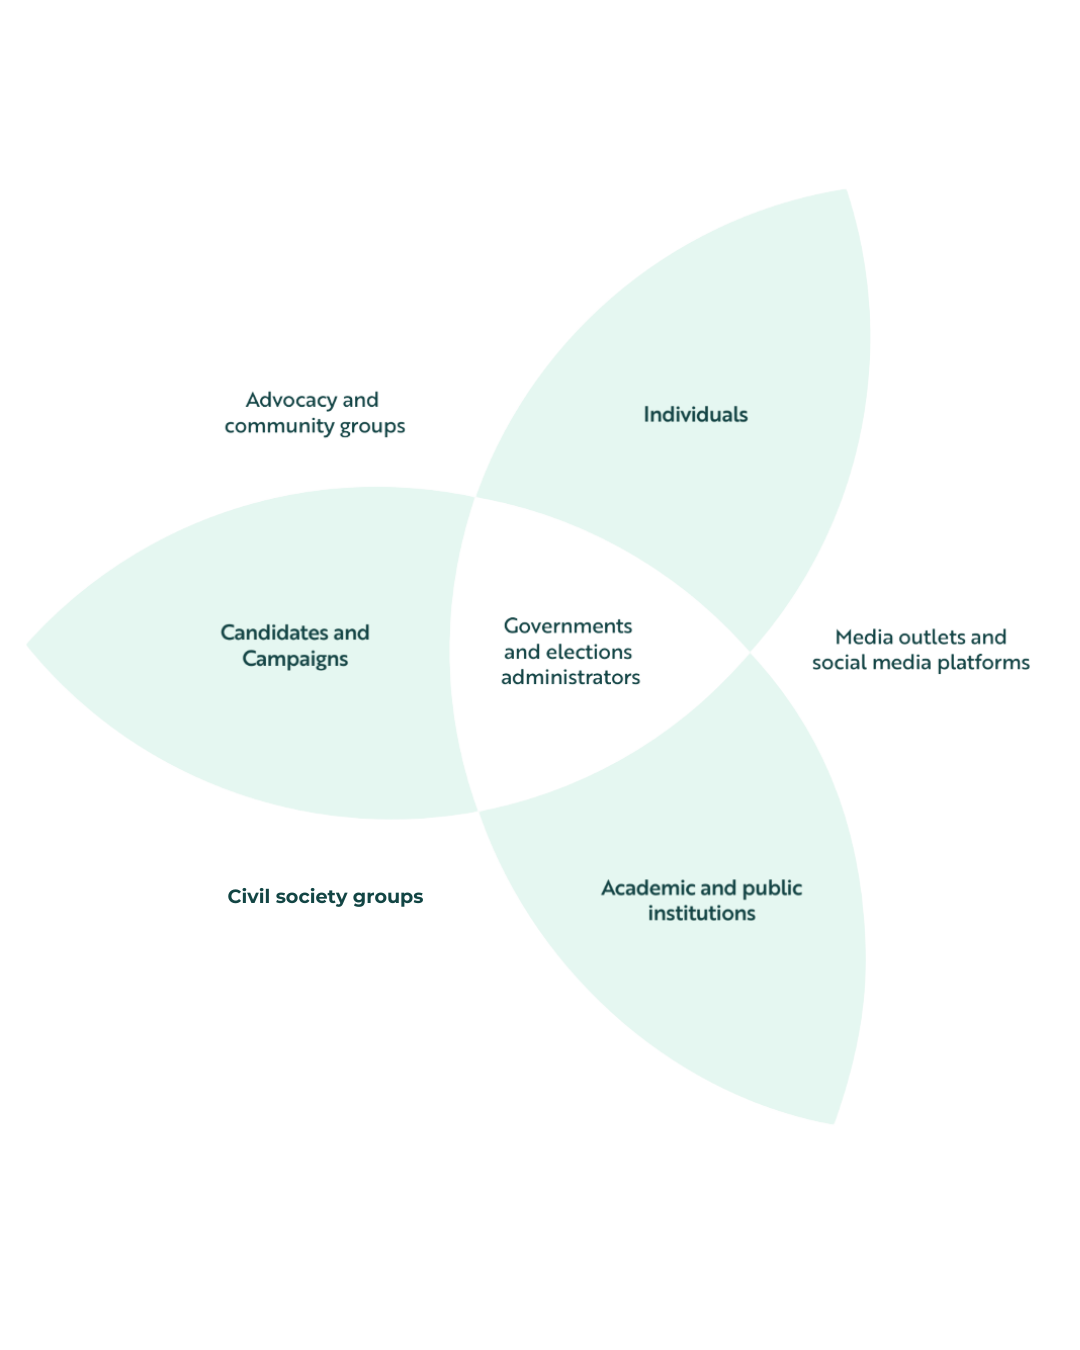 Advocacy and
community groups
Individuals
Candidates and
Campaigns
Governments
and elections
administrators
Media outlets and
social media platforms
Civil society groups
Academic and public
institutions